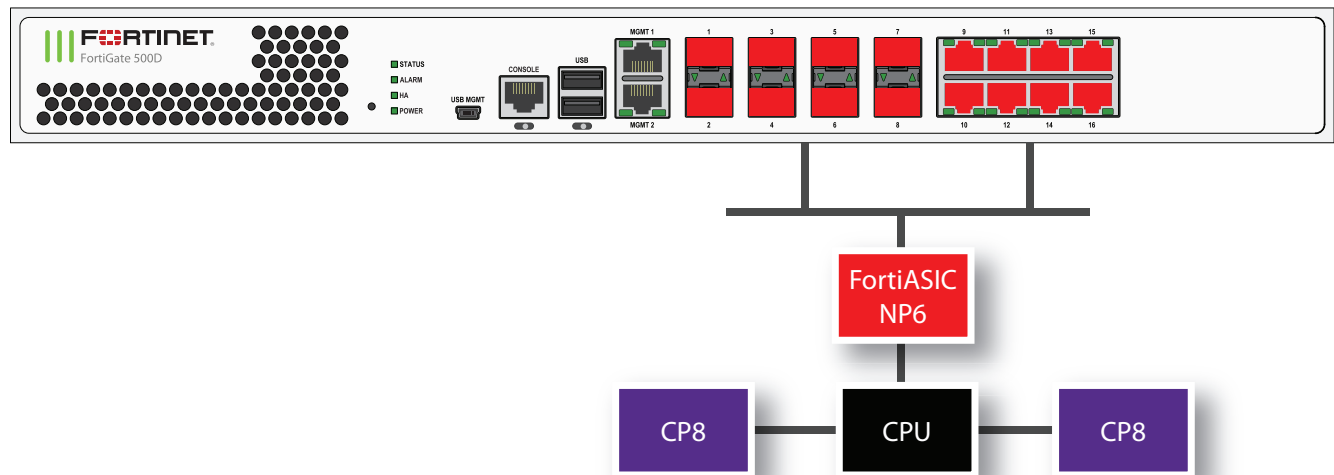 FORTINET
FortiGate 500D
STATUS
ALARM
HA
POWER
USB MGMT
CONSOLE
USB
MGMT 1
MGMT 2
1 3 5 7
2 4 6 8
9 11 13 15
10 12 14 16
FortiASIC
NP6
CP8
CPU
CP8